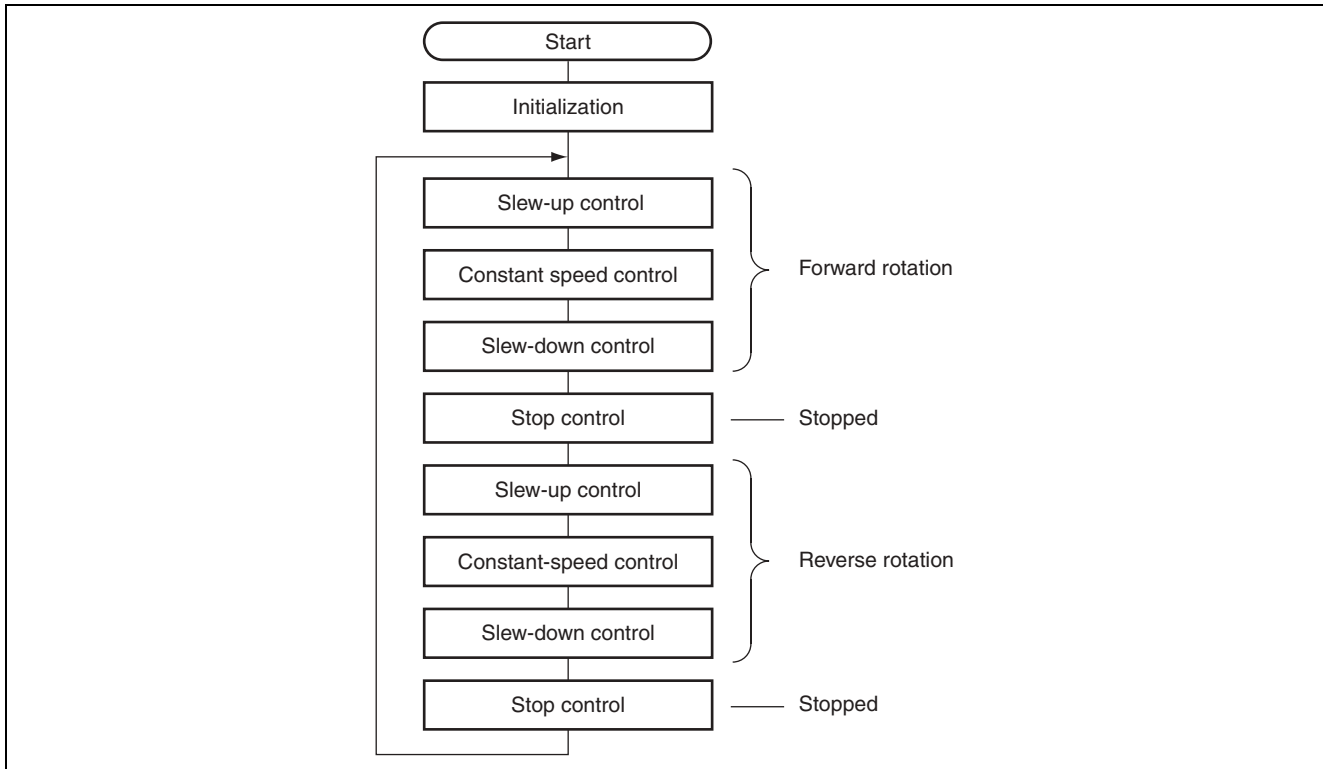 Start
Initialization
Slew-up control
Constant speed control
Forward rotation
Slew-down control
Stop control
Stopped
Slew-up control
Constant-speed control
Reverse rotation
Slew-down control
Stop control
Stopped